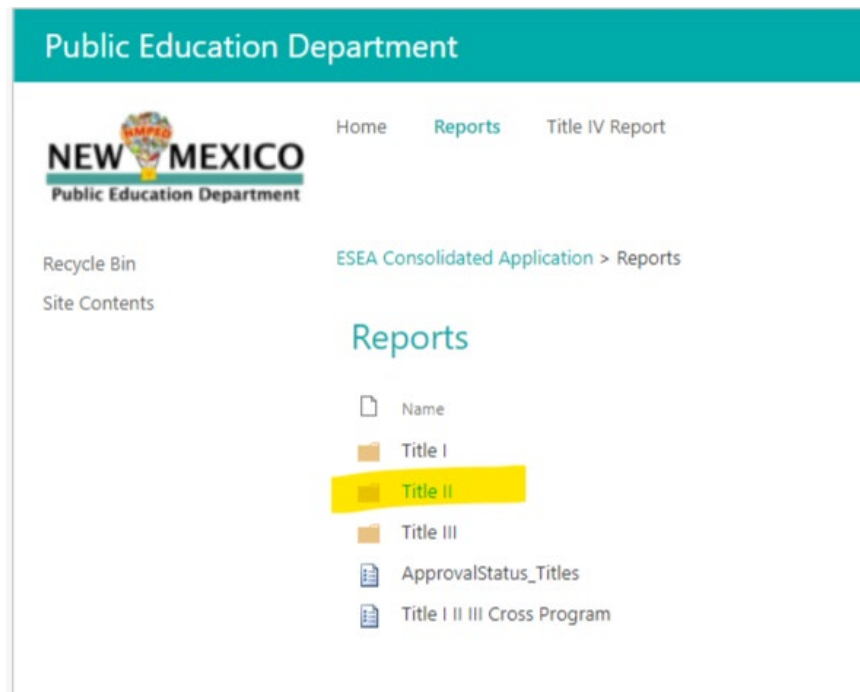 Public Education Department
NMPED
NEW MEXICO
Public Education Department
Home Reports Title IV Report
Recycle Bin
Site Contents
ESEA Consolidated Application > Reports
Reports
Name
Title I
Title II
Title III
ApprovalStatus_Titles
Title I II III Cross Program